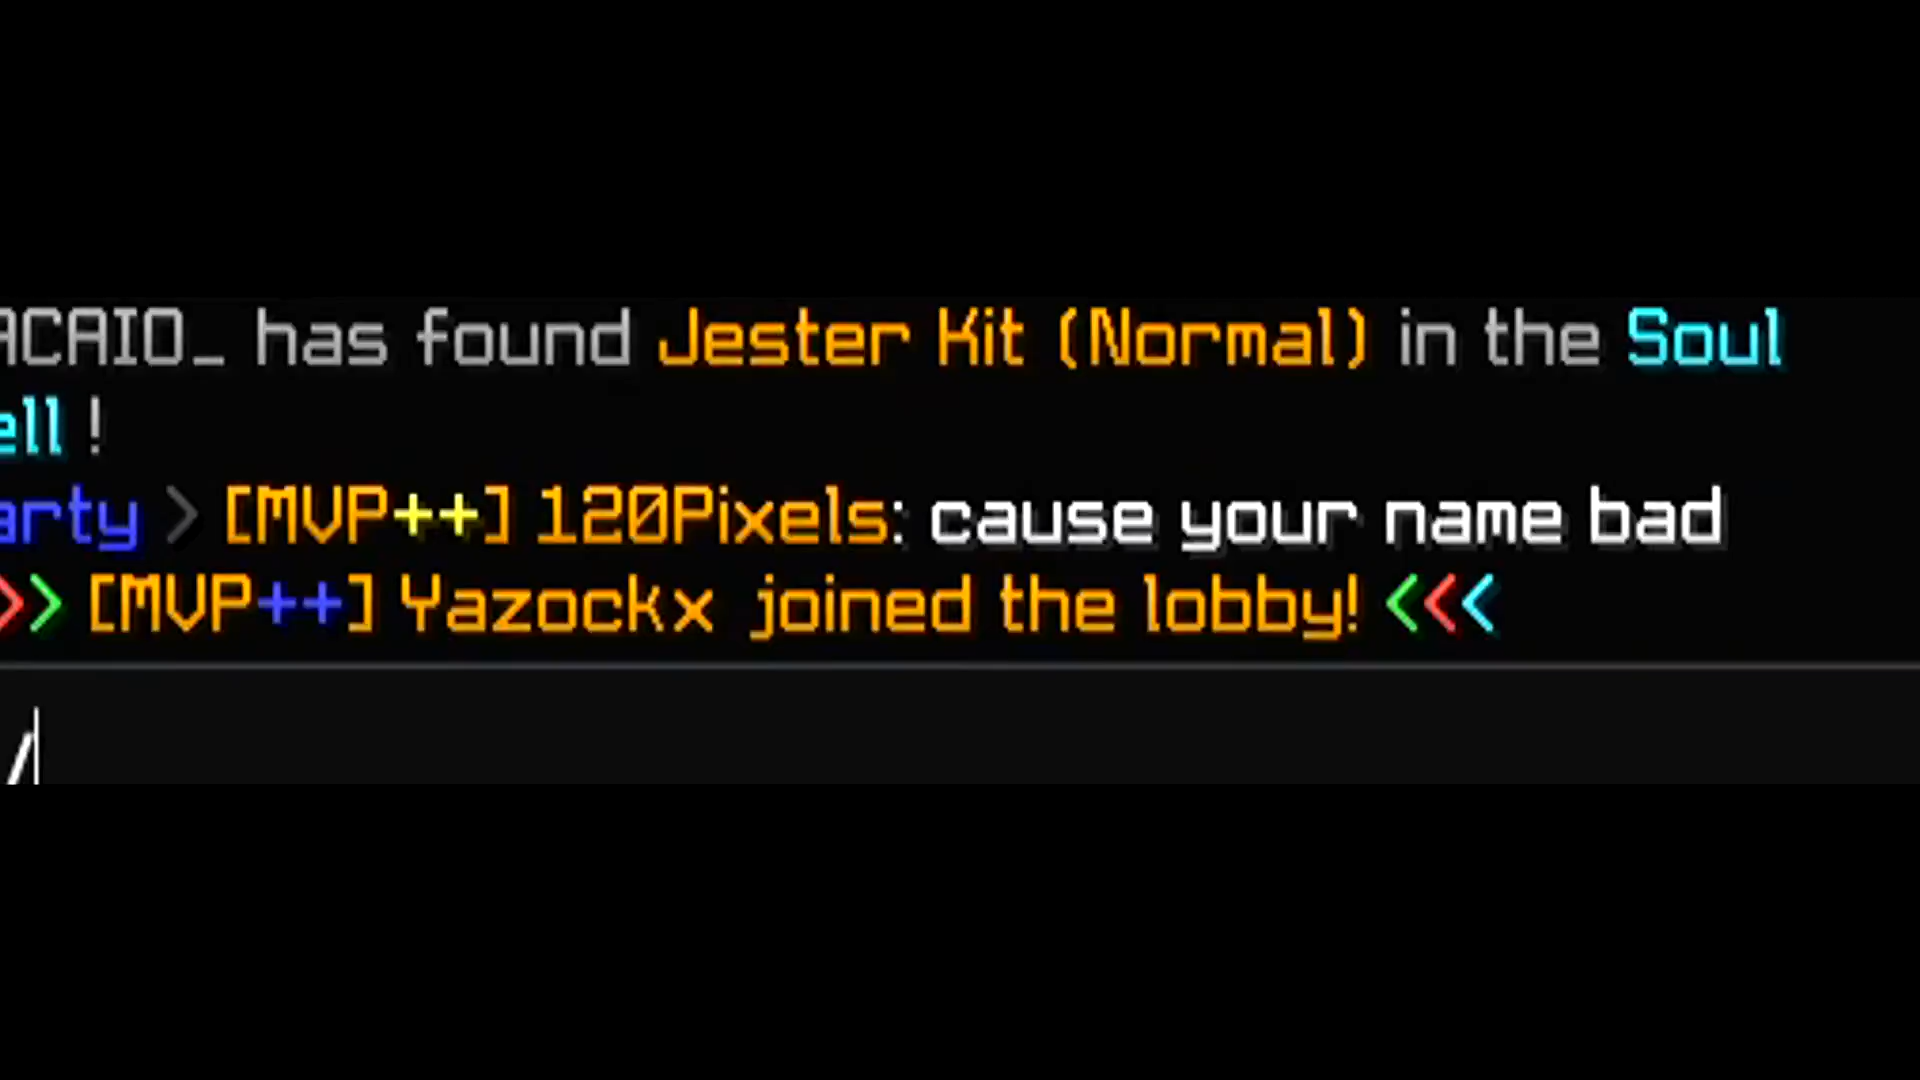 ACAIO_ has found Jester Kit (Normal) in the Soul
ell !
arty > [MVP++] 120Pixels: cause your name bad
>> [MVP++] Yazockx joined the lobby! <<<
/